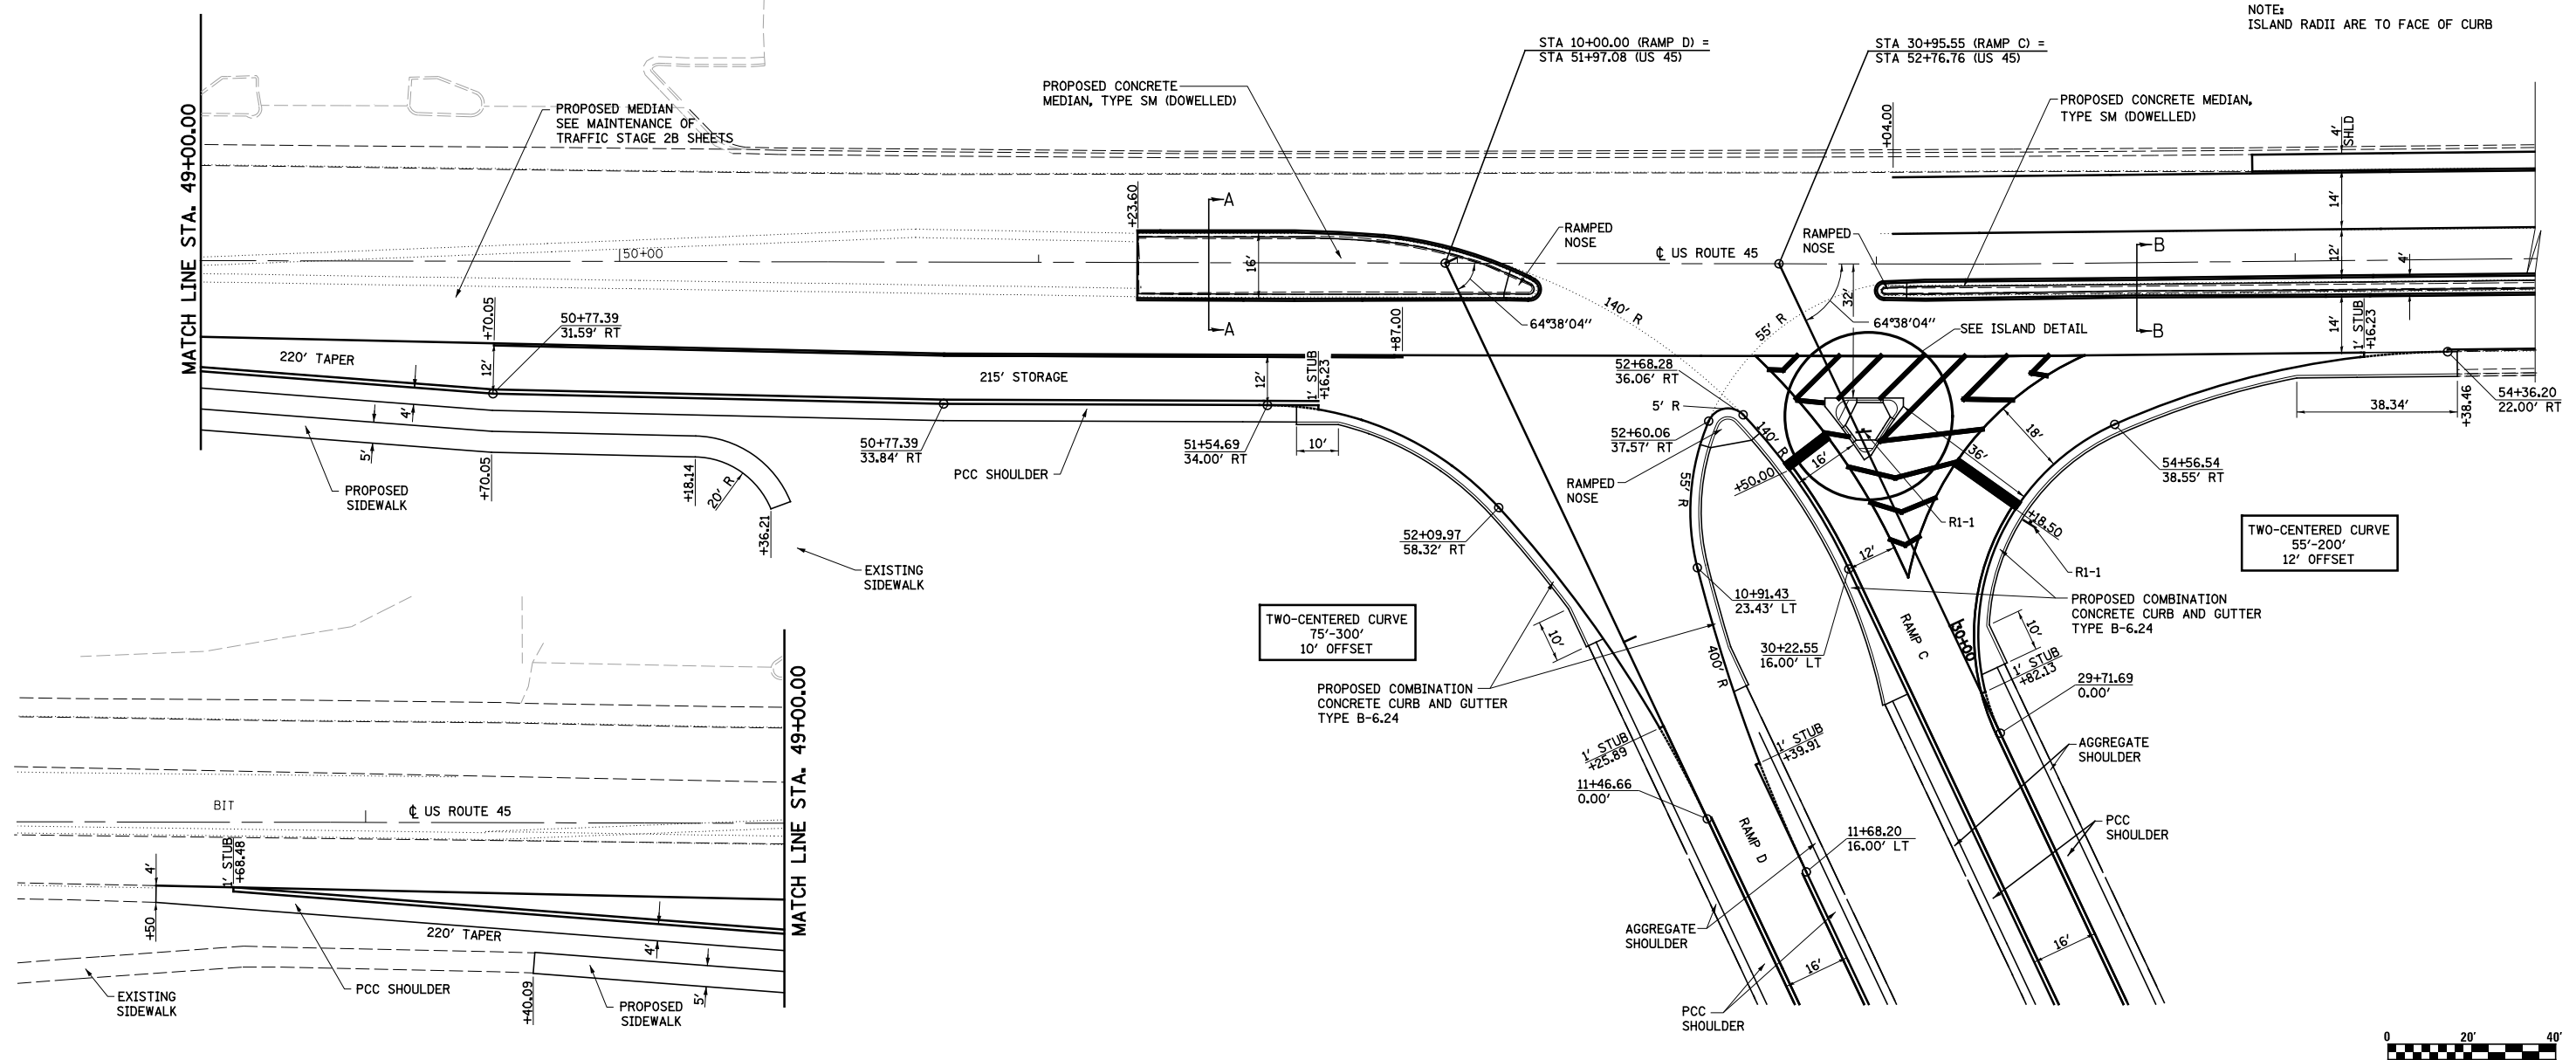 NOTE:
ISLAND RADII ARE TO FACE OF CURB
STA 10+00.00 (RAMP D) =
STA 51+97.08 (US 45)
STA 30+95.55 (RAMP C) =
STA 52+76.76 (US 45)
PROPOSED CONCRETE
MEDIAN, TYPE SM (DOWELLED)
PROPOSED CONCRETE MEDIAN,
TYPE SM (DOWELLED)
PROPOSED MEDIAN
SEE MAINTENANCE OF
TRAFFIC STAGE 2B SHEETS
MATCH LINE STA. 49+00.00
+04.00
4'
SHLD
14'
12'
4'
14'
+23.60
A
A
16'
RAMPED
NOSE
℄ US ROUTE 45
RAMPED
NOSE
B
B
50+00
64°38'04''
140' R
55' R
32'
64°38'04''
SEE ISLAND DETAIL
1' STUB
+16.23
+70.05
50+77.39
31.59' RT
+87.00
220' TAPER
12'
215' STORAGE
12'
1' STUB
+16.23
52+68.28
36.06' RT
5' R
52+60.06
37.57' RT
140' R
16'
+50.00
18'
36'
38.34'
+38.46
54+36.20
22.00' RT
54+56.54
38.55' RT
4'
5'
PROPOSED
SIDEWALK
+70.05
+18.14
20' R
+36.21
50+77.39
33.84' RT
51+54.69
34.00' RT
10'
PCC SHOULDER
RAMPED
NOSE
55' R
R1-1
+18.50
R1-1
TWO-CENTERED CURVE
55'-200'
12' OFFSET
52+09.97
58.32' RT
EXISTING
SIDEWALK
12'
10+91.43
23.43' LT
TWO-CENTERED CURVE
75'-300'
10' OFFSET
10'
30+22.55
16.00' LT
RAMP C
30+00
10'
PROPOSED COMBINATION
CONCRETE CURB AND GUTTER
TYPE B-6.24
1' STUB
+82.13
29+71.69
0.00'
400' R
PROPOSED COMBINATION
CONCRETE CURB AND GUTTER
TYPE B-6.24
1' STUB
+25.89
1' STUB
+39.91
AGGREGATE
SHOULDER
11+46.66
0.00'
RAMP D
11+68.20
16.00' LT
PCC
SHOULDER
AGGREGATE
SHOULDER
16'
16'
PCC
SHOULDER
MATCH LINE STA. 49+00.00
BIT
℄ US ROUTE 45
4'
1' STUB
+68.48
+50
220' TAPER
4'
5'
EXISTING
SIDEWALK
PCC SHOULDER
+40.09
PROPOSED
SIDEWALK
0 20' 40'